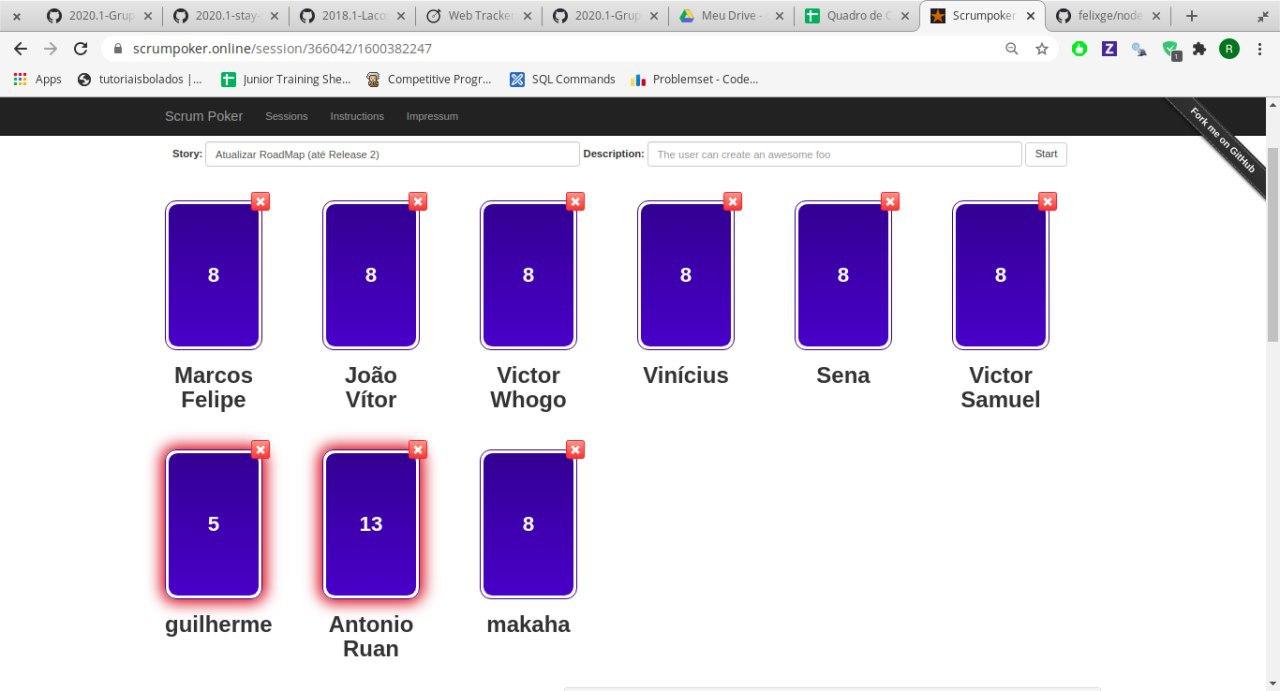 2020.1-Grup
2020.1-stay-
2018.1-Laco
Web Tracke
2020.1-Grup
Meu Drive -
Quadro de C
Scrumpoker
felixge/node
scrumpoker.online/session/366042/1600382247
R
1
Apps
tutoriaisbolados |...
Junior Training She...
Competitive Progr...
SQL Commands
Problemset - Code...
Scrum Poker
Sessions
Instructions
Impressum
Fork me on GitHub
Story: Atualizar RoadMap (até Release 2) Description: The user can create an awesome foo Start
8 8 8 8 8 8
Marcos Felipe
João Vítor
Victor Whogo
Vinícius
Sena
Victor Samuel
5 13 8
guilherme
Antonio Ruan
makaha